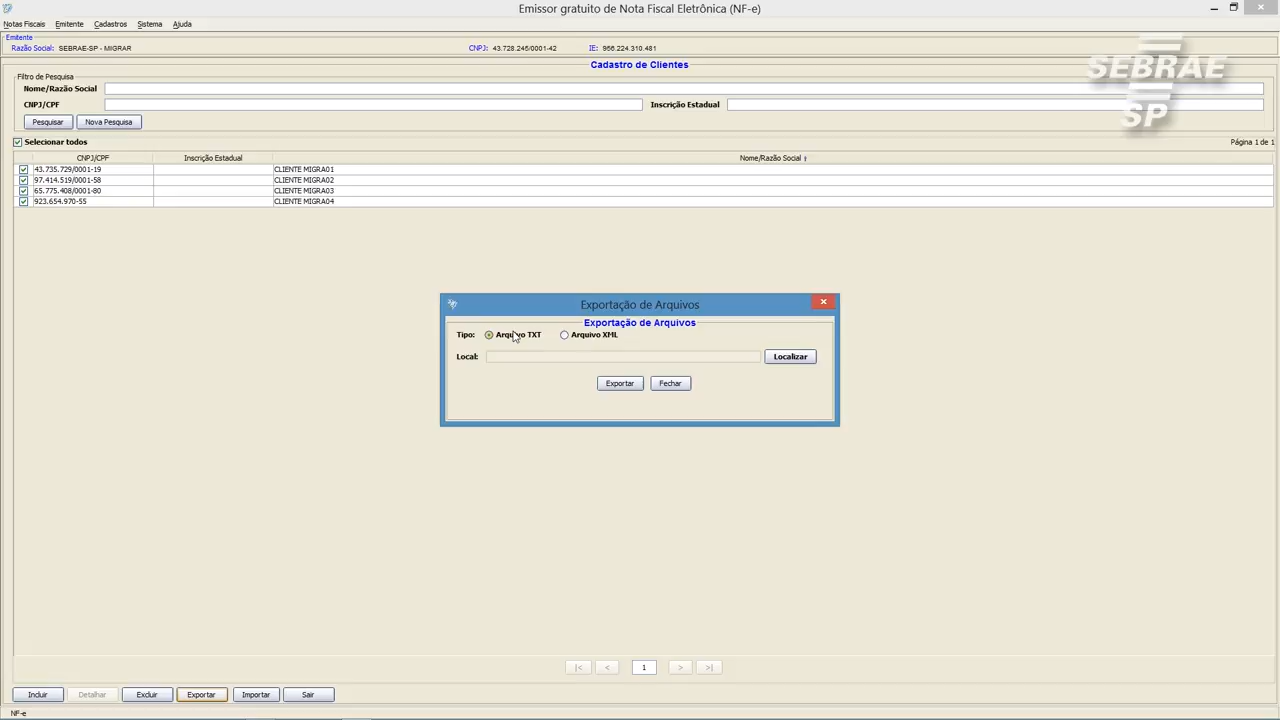 Emissor gratuito de Nota Fiscal Eletrônica (NF-e)
Notas Fiscais Emitente Cadastros Sistema Ajuda
Emitente
Razão Social: SEBRAE-SP - MIGRAR CNPJ: 43.728.245/0001-42 IE: 956.224.310.481
Cadastro de Clientes
SEBRAE
SP
Filtro de Pesquisa
Nome/Razão Social
CNPJ/CPF Inscrição Estadual
Pesquisar Nova Pesquisa
Selecionar todos Página 1 de 1
CNPJ/CPF Inscrição Estadual Nome/Razão Social
43.735.729/0001-19 CLIENTE MIGRA01
97.414.519/0001-58 CLIENTE MIGRA02
65.775.408/0001-80 CLIENTE MIGRA03
923.654.970-55 CLIENTE MIGRA04
Exportação de Arquivos
Exportação de Arquivos
Tipo: Arquivo TXT Arquivo XML
Local: Localizar
Exportar Fechar
|< < 1 > >|
Incluir Detalhar Excluir Exportar Importar Sair
NF-e